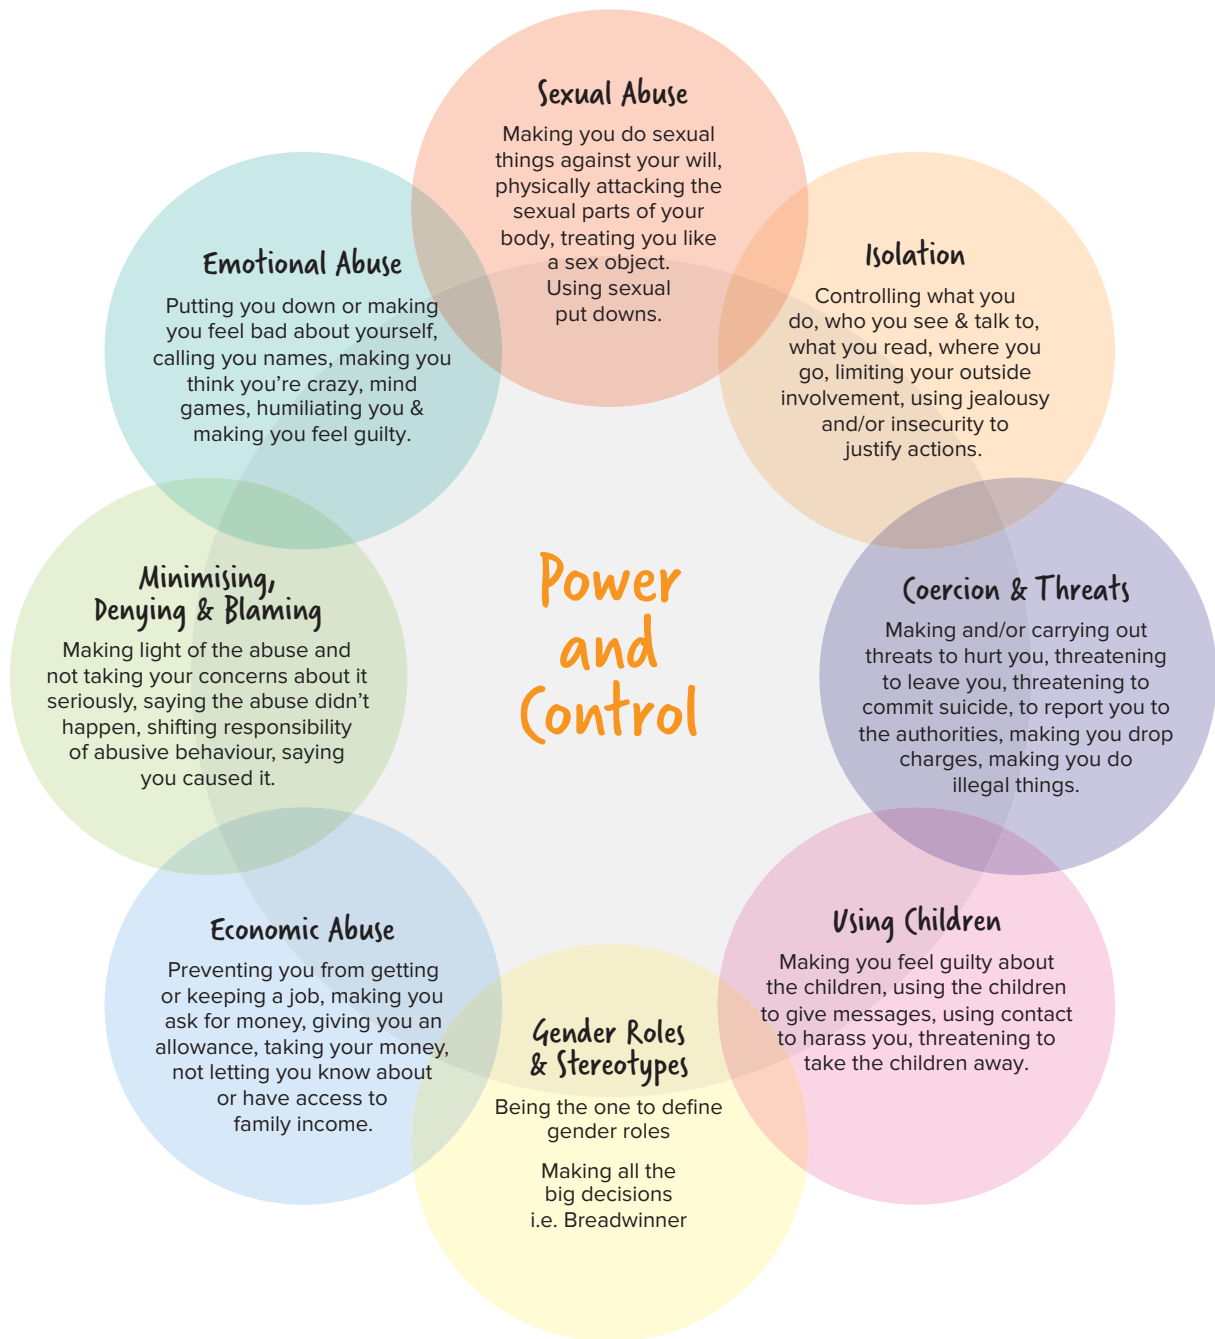 Sexual Abuse
Making you do sexual
things against your will,
physically attacking the
sexual parts of your
body, treating you like
a sex object.
Using sexual
put downs.
Isolation
Controlling what you
do, who you see & talk to,
what you read, where you
go, limiting your outside
involvement, using jealousy
and/or insecurity to
justify actions.
Coercion & Threats
Making and/or carrying out
threats to hurt you, threatening
to leave you, threatening to
commit suicide, to report you to
the authorities, making you drop
charges, making you do
illegal things.
Using Children
Making you feel guilty about
the children, using the children
to give messages, using contact
to harass you, threatening to
take the children away.
Gender Roles
& Stereotypes
Being the one to define
gender roles
Making all the
big decisions
i.e. Breadwinner
Economic Abuse
Preventing you from getting
or keeping a job, making you
ask for money, giving you an
allowance, taking your money,
not letting you know about
or have access to
family income.
Minimising,
Denying & Blaming
Making light of the abuse and
not taking your concerns about it
seriously, saying the abuse didn't
happen, shifting responsibility
of abusive behaviour, saying
you caused it.
Emotional Abuse
Putting you down or making
you feel bad about yourself,
calling you names, making you
think you're crazy, mind
games, humiliating you &
making you feel guilty.
Power
and
Control